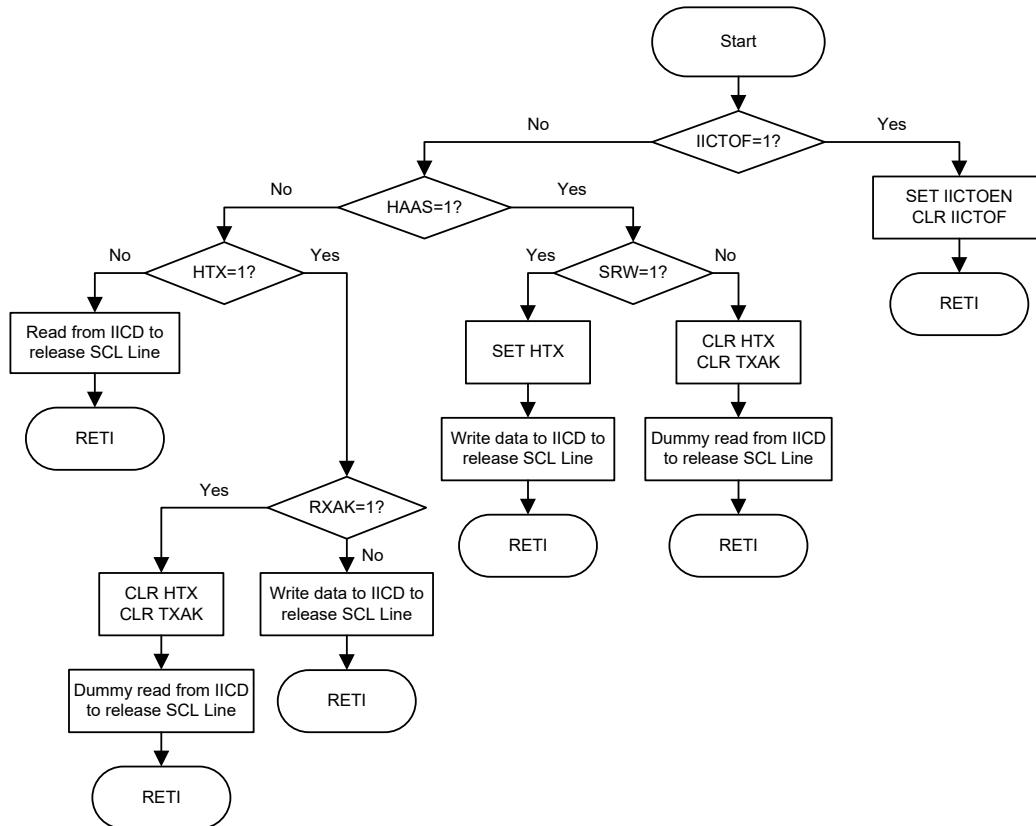 Start
IICTOF=1?
No
Yes
HAAS=1?
No
Yes
SET IICTOEN
CLR IICTOF
RETI
HTX=1?
No
Yes
SRW=1?
Yes
No
Read from IICD to
release SCL Line
RETI
SET HTX
CLR HTX
CLR TXAK
Write data to IICD to
release SCL Line
Dummy read from IICD
to release SCL Line
RETI
RETI
RXAK=1?
Yes
No
CLR HTX
CLR TXAK
Write data to IICD to
release SCL Line
Dummy read from IICD
to release SCL Line
RETI
RETI